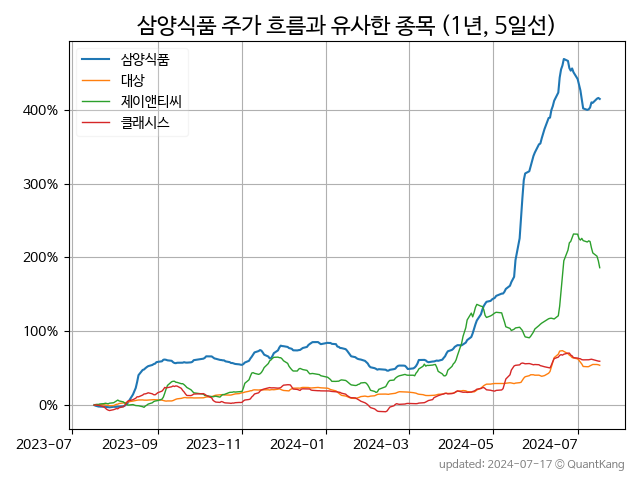 삼양식품 주가 흐름과 유사한 종목 (1년, 5일선)
삼양식품
대상
제이앤티씨
클래시스
400%
300%
200%
100%
0%
2023-07 2023-09 2023-11 2024-01 2024-03 2024-05 2024-07
updated: 2024-07-17 © QuantKang